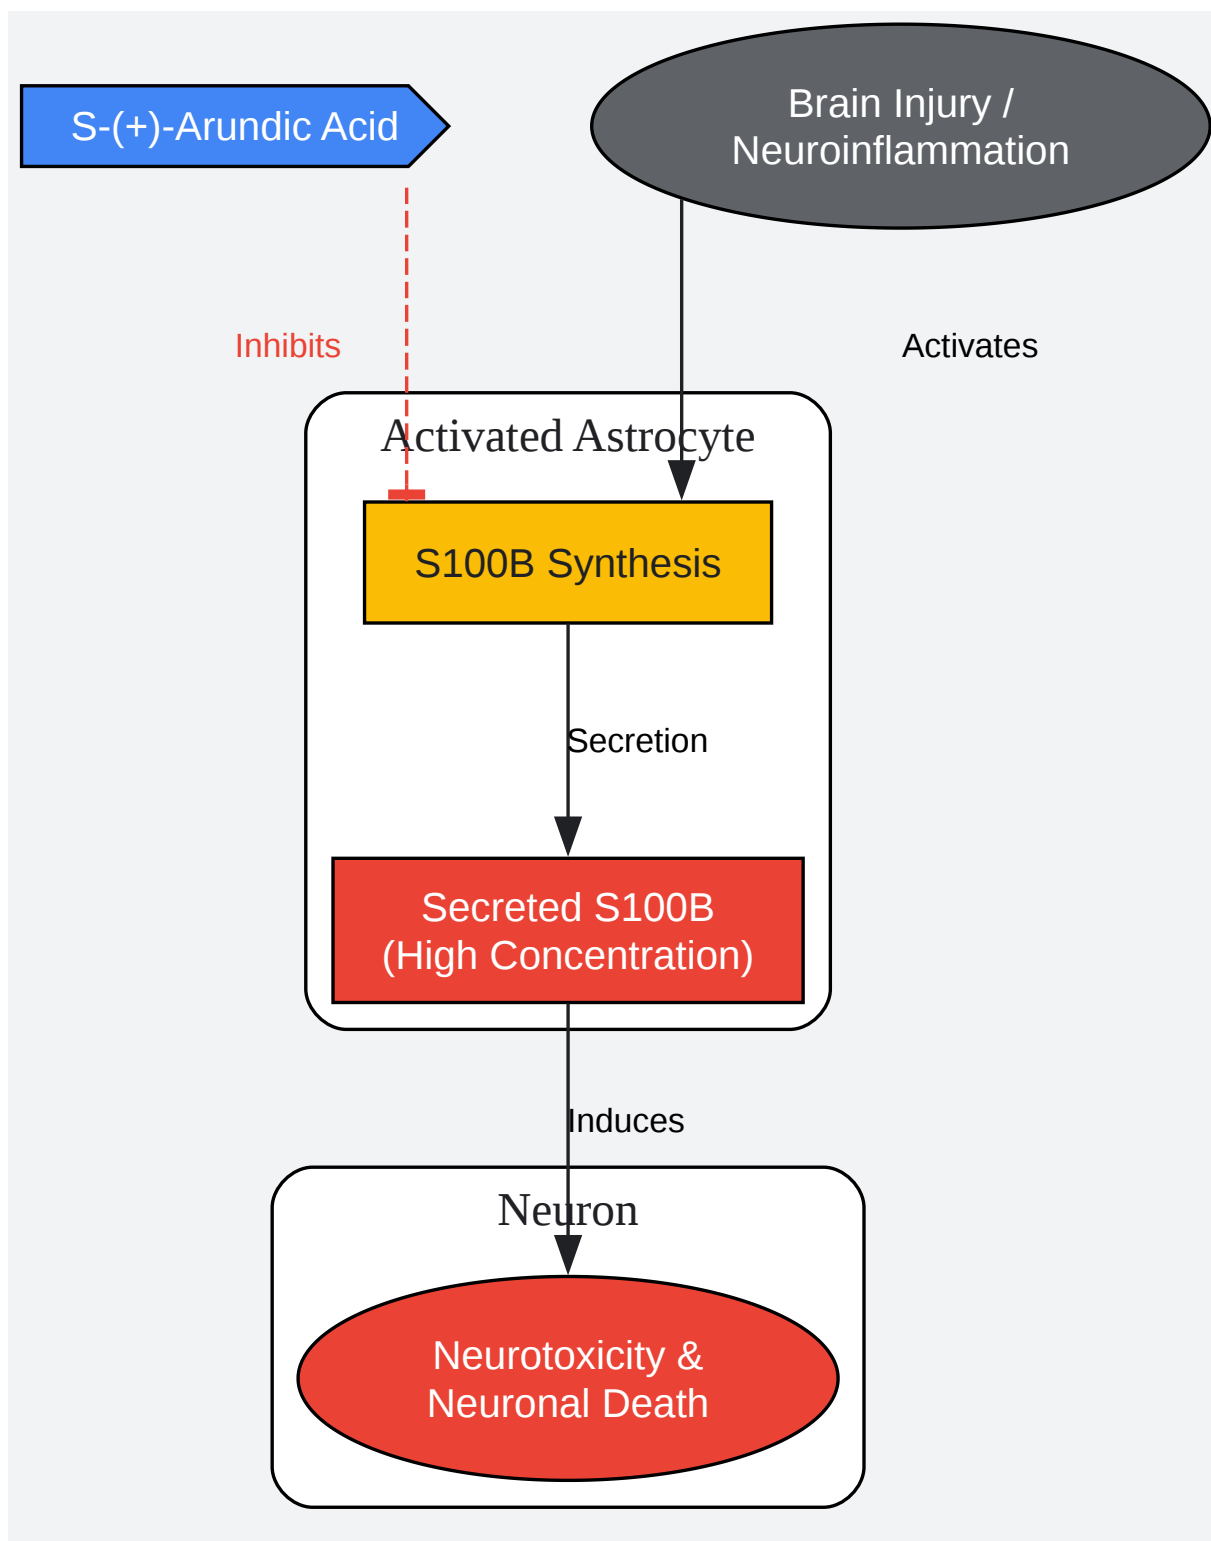 S-(+)-Arundic Acid
Brain Injury /
Neuroinflammation
Inhibits
Activates
Activated Astrocyte
S100B Synthesis
Secretion
Secreted S100B
(High Concentration)
Induces
Neuron
Neurotoxicity &
Neuronal Death